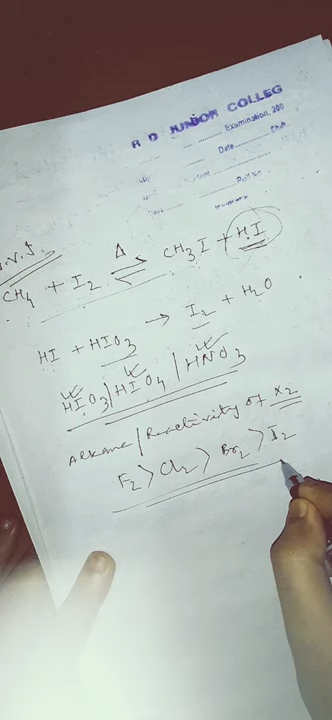 R D JUNIOR COLLEG
Examination, 200
Date
Roll No
V.V.I.
CH4 + I2 Δ ⇌ CH3I + HI
HI + HIO3 → I2 + H2O
HIO3 / HIO4 / HNO3
Alkane / Reactivity of X2
F2 > Cl2 > Br2 > I2